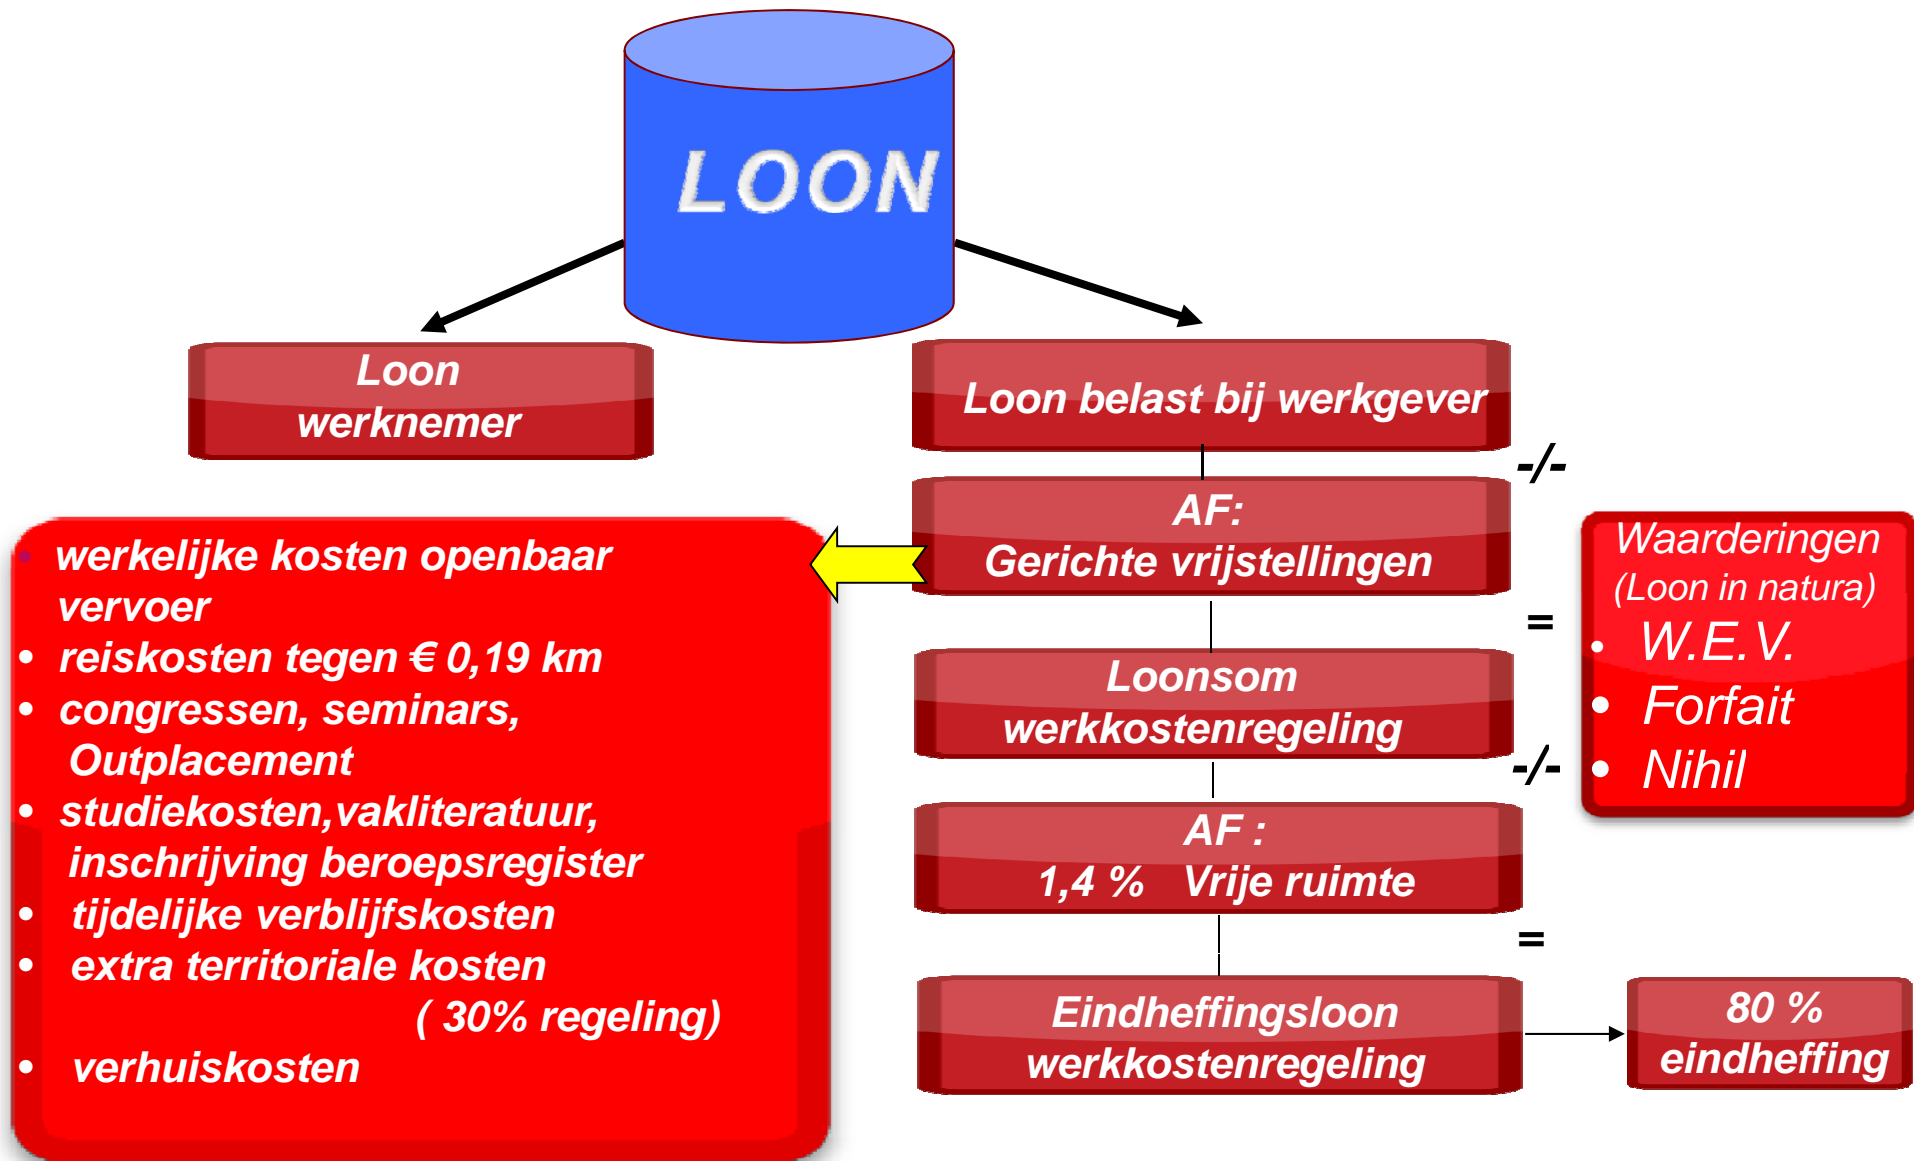 LOON
Loon
werknemer
Loon belast bij werkgever
-/-
AF:
Gerichte vrijstellingen
=
• werkelijke kosten openbaar
vervoer
• reiskosten tegen € 0,19 km
• congressen, seminars,
Outplacement
• studiekosten,vakliteratuur,
inschrijving beroepsregister
• tijdelijke verblijfskosten
• extra territoriale kosten
( 30% regeling)
• verhuiskosten
Waarderingen
(Loon in natura)
• W.E.V.
• Forfait
• Nihil
Loonsom
werkkostenregeling
-/-
AF :
1,4 % Vrije ruimte
=
Eindheffingsloon
werkkostenregeling
80 %
eindheffing